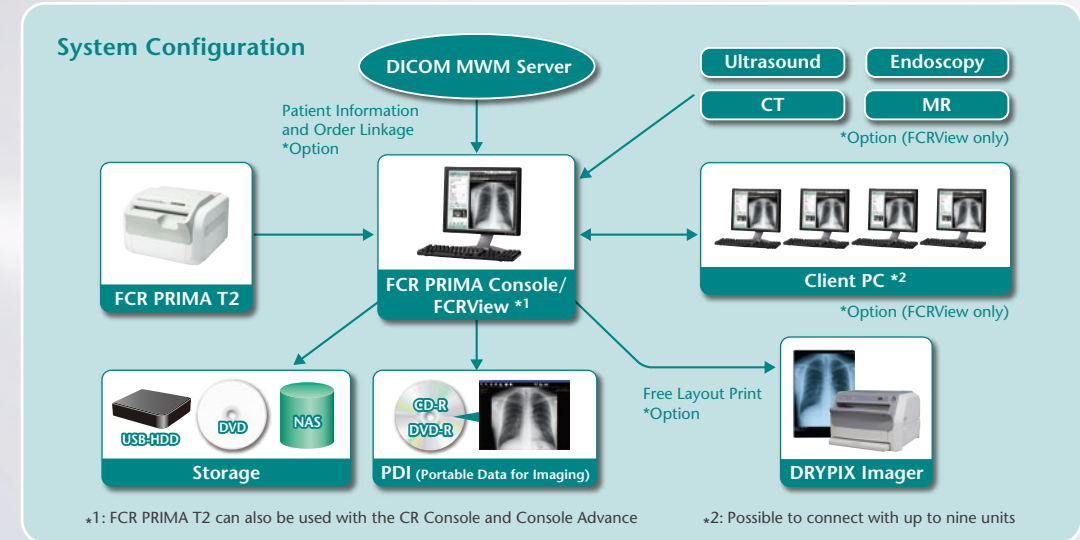 System Configuration
DICOM MWM Server
Ultrasound
Endoscopy
CT
MR
*Option (FCRView only)
Patient Information
and Order Linkage
*Option
FCR PRIMA T2
FCR PRIMA Console/
FCRView *1
Client PC *2
*Option (FCRView only)
USB-HDD
DVD
NAS
Storage
CD-R
DVD-R
PDI (Portable Data for Imaging)
Free Layout Print
*Option
DRYPIX Imager
*1: FCR PRIMA T2 can also be used with the CR Console and Console Advance
*2: Possible to connect with up to nine units